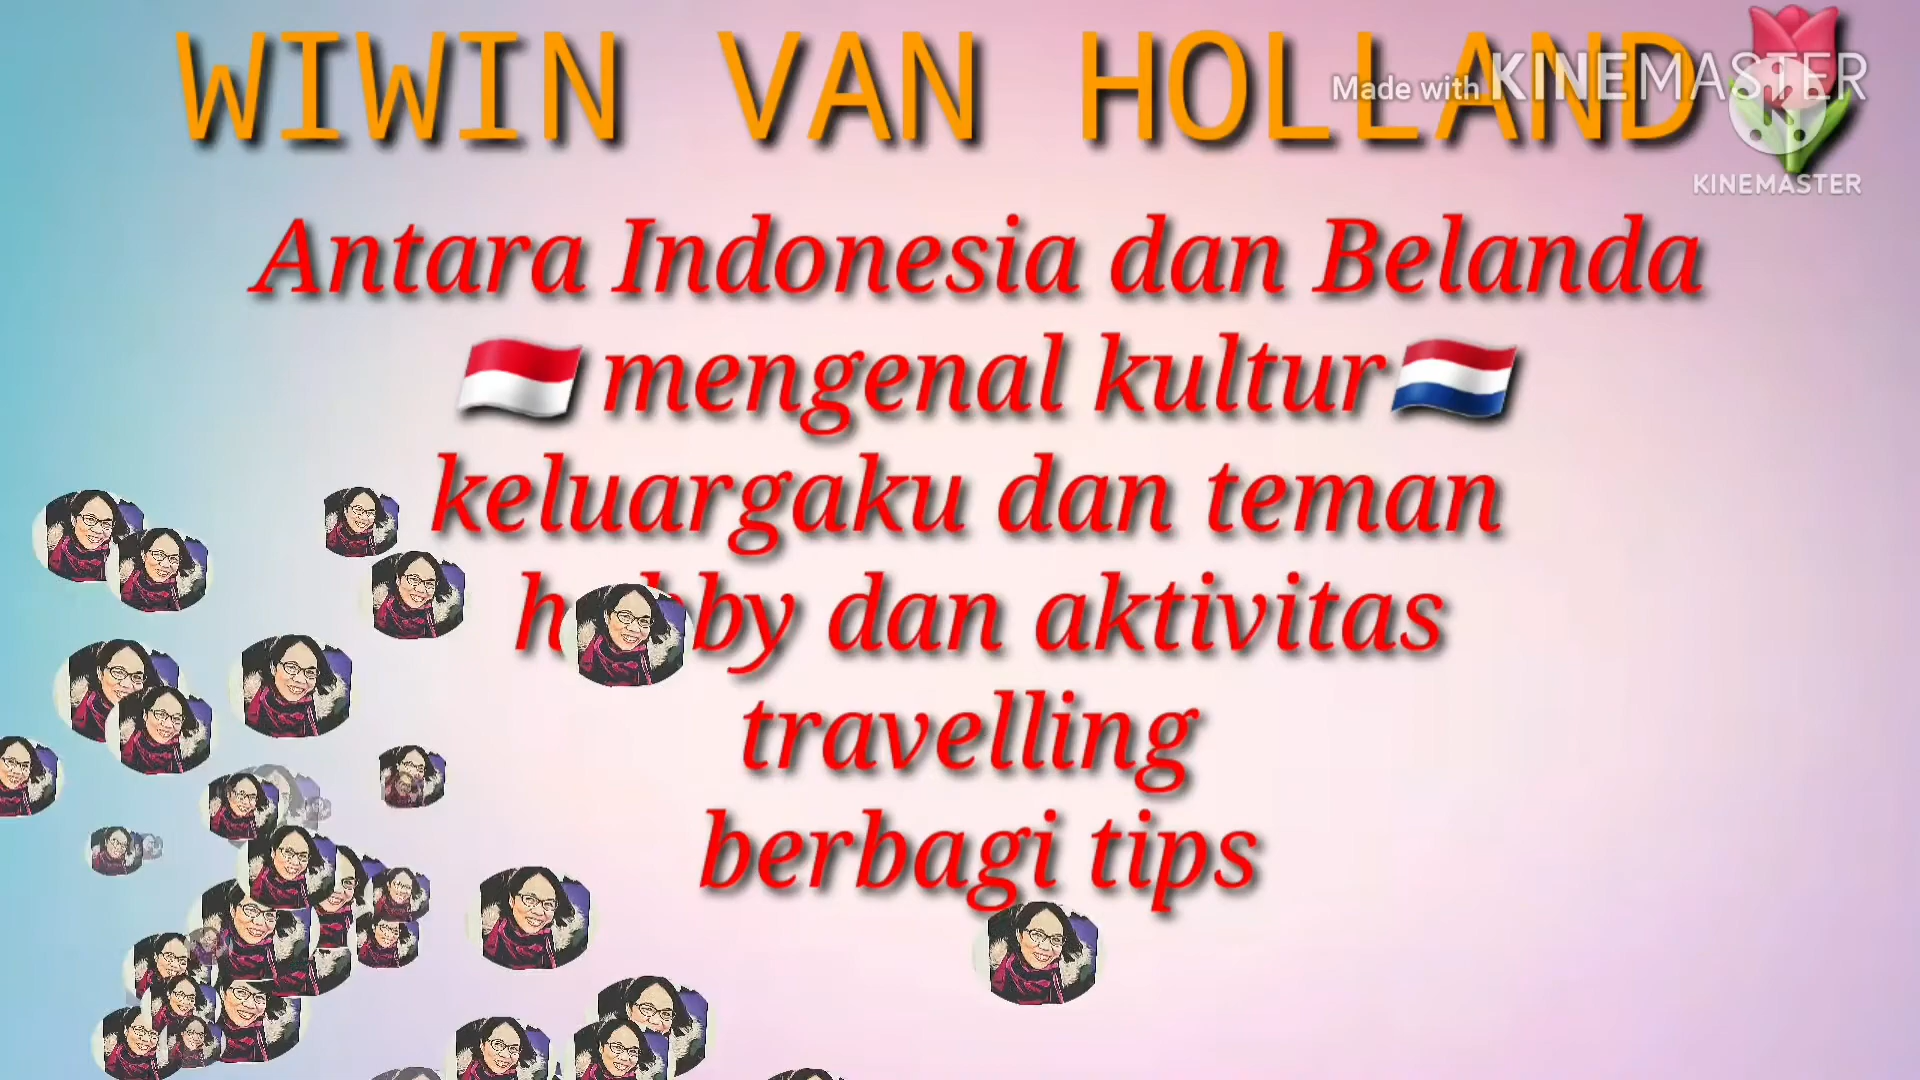 WIWIN VAN HOLLAND🌷
Made with KINEMASTER
KINEMASTER
Antara Indonesia dan Belanda
🇮🇩mengenal kultur🇳🇱
keluargaku dan teman
hobby dan aktivitas
travelling
berbagi tips